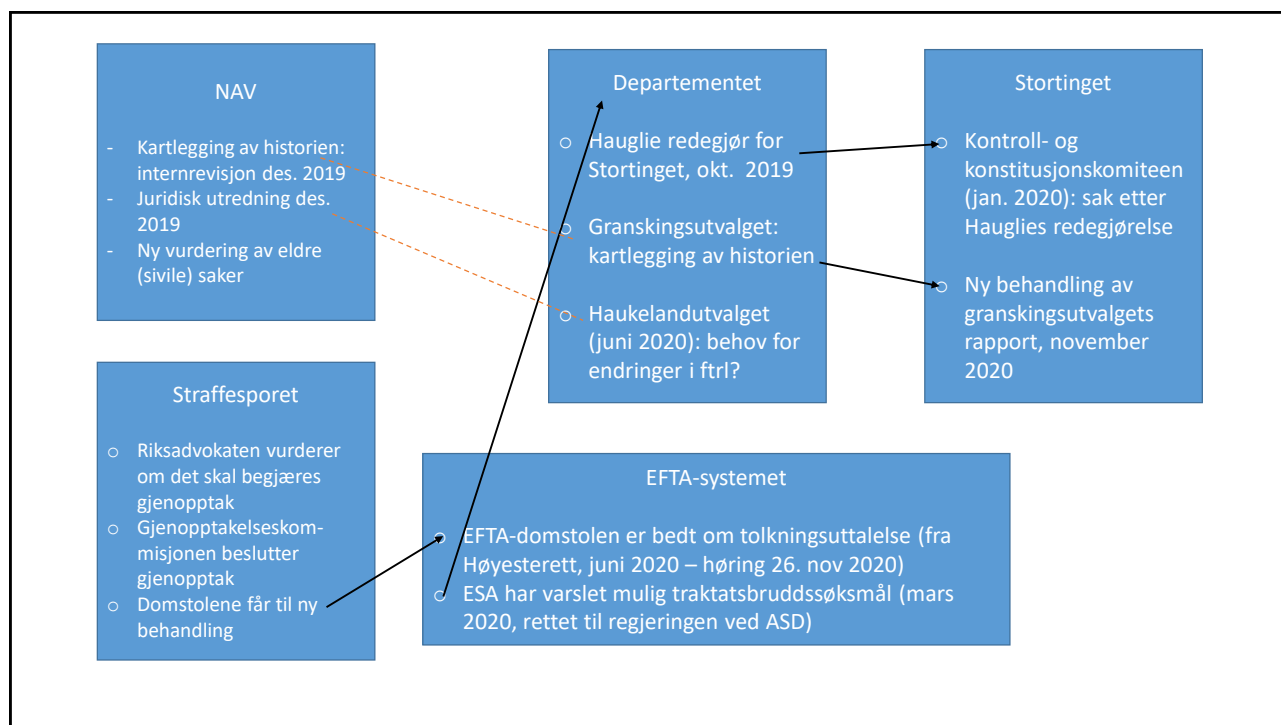 NAV
- Kartlegging av historien:
internrevisjon des. 2019
- Juridisk utredning des.
2019
- Ny vurdering av eldre
(sivile) saker
Departementet
o Hauglie redegjør for
Stortinget, okt. 2019
o Granskingsutvalget:
kartlegging av historien
o Haukelandutvalget
(juni 2020): behov for
endringer i ftrl?
Stortinget
o Kontroll- og
konstitusjonskomiteen
(jan. 2020): sak etter
Hauglies redegjørelse
o Ny behandling av
granskingsutvalgets
rapport, november
2020
Straffesporet
o Riksadvokaten vurderer
om det skal begjæres
gjenopptak
o Gjenopptakelseskom-
misjonen beslutter
gjenopptak
o Domstolene får til ny
behandling
EFTA-systemet
o EFTA-domstolen er bedt om tolkningsuttalelse (fra
Høyesterett, juni 2020 – høring 26. nov 2020)
o ESA har varslet mulig traktatsbruddssøksmål (mars
2020, rettet til regjeringen ved ASD)